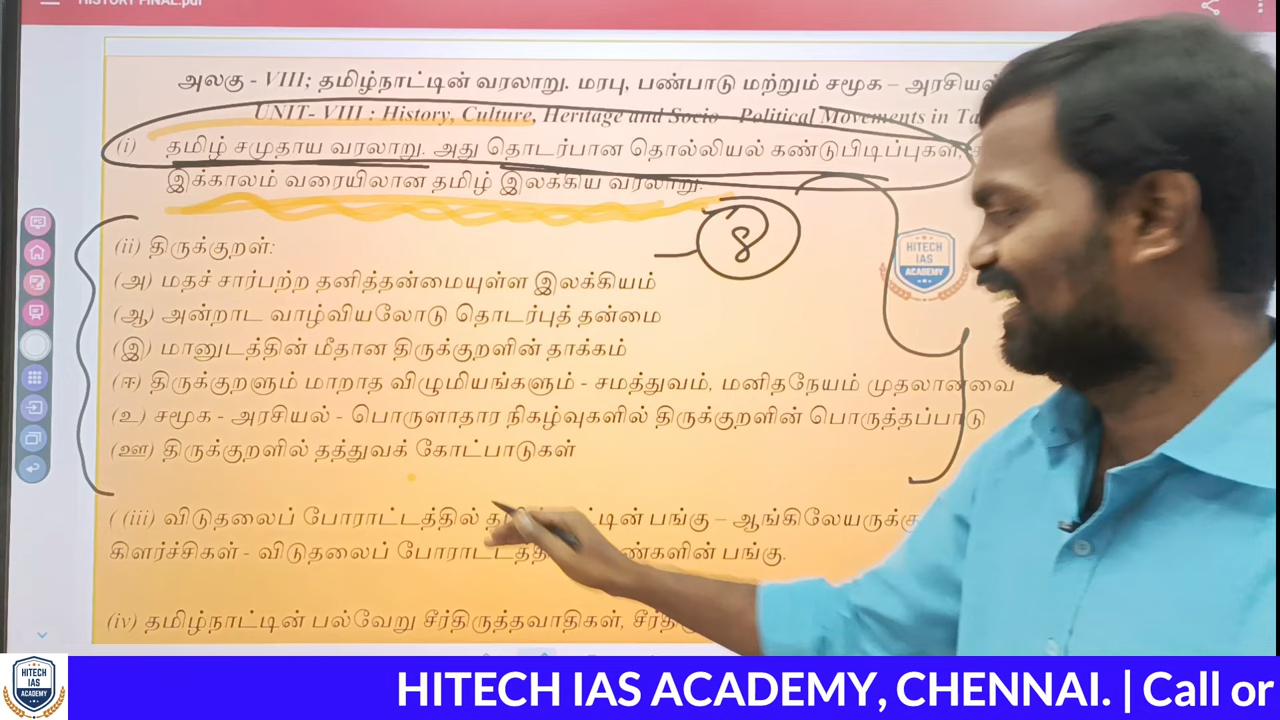 HISTORY FINAL.pdf
அலகு - VIII; தமிழ்நாட்டின் வரலாறு. மரபு, பண்பாடு மற்றும் சமூக – அரசியல்
UNIT- VIII : History, Culture, Heritage and Socio - Political Movements in Ta
(i) தமிழ் சமுதாய வரலாறு. அது தொடர்பான தொல்லியல் கண்டுபிடிப்புகள்,
இக்காலம் வரையிலான தமிழ் இலக்கிய வரலாறு.
8
(ii) திருக்குறள்:
(அ) மதச் சார்பற்ற தனித்தன்மையுள்ள இலக்கியம்
(ஆ) அன்றாட வாழ்வியலோடு தொடர்புத் தன்மை
(இ) மானுடத்தின் மீதான திருக்குறளின் தாக்கம்
(ஈ) திருக்குறளும் மாறாத விழுமியங்களும் - சமத்துவம், மனிதநேயம் முதலானவை
(உ) சமூக - அரசியல் - பொருளாதார நிகழ்வுகளில் திருக்குறளின் பொருத்தப்பாடு
(ஊ) திருக்குறளில் தத்துவக் கோட்பாடுகள்
HITECH
IAS
ACADEMY
( (iii) விடுதலைப் போராட்டத்தில் பங்கு – ஆங்கிலேயருக்கு
கிளர்ச்சிகள் - விடுதலைப் பங்கு.
(iv) தமிழ்நாட்டின் பல்வேறு சீர்திருத்தவாதிகள்,
HITECH
IAS
ACADEMY
HITECH IAS ACADEMY, CHENNAI. | Call or